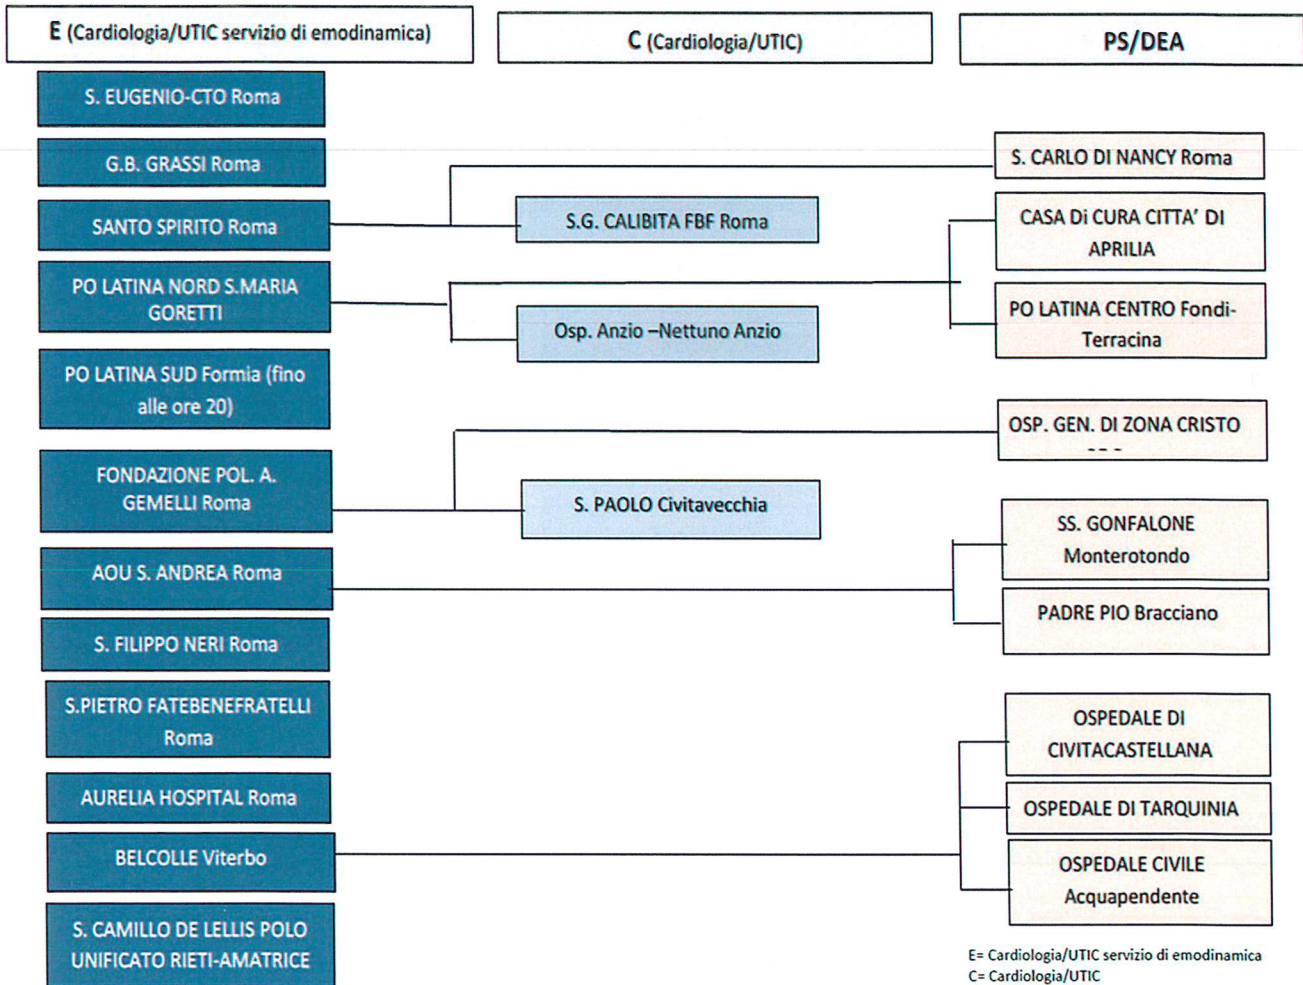 E (Cardiologia/UTIC servizio di emodinamica)
C (Cardiologia/UTIC)
PS/DEA
S. EUGENIO-CTO Roma
G.B. GRASSI Roma
SANTO SPIRITO Roma
PO LATINA NORD S.MARIA
GORETTI
PO LATINA SUD Formia (fino
alle ore 20)
FONDAZIONE POL. A.
GEMELLI Roma
AOU S. ANDREA Roma
S. FILIPPO NERI Roma
S.PIETRO FATEBENEFRATELLI
Roma
AURELIA HOSPITAL Roma
BELCOLLE Viterbo
S. CAMILLO DE LELLIS POLO
UNIFICATO RIETI-AMATRICE
S.G. CALIBITA FBF Roma
Osp. Anzio –Nettuno Anzio
S. PAOLO Civitavecchia
S. CARLO DI NANCY Roma
CASA Di CURA CITTA’ DI
APRILIA
PO LATINA CENTRO Fondi-
Terracina
OSP. GEN. DI ZONA CRISTO
SS. GONFALONE
Monterotondo
PADRE PIO Bracciano
OSPEDALE DI
CIVITACASTELLANA
OSPEDALE DI TARQUINIA
OSPEDALE CIVILE
Acquapendente
E= Cardiologia/UTIC servizio di emodinamica
C= Cardiologia/UTIC